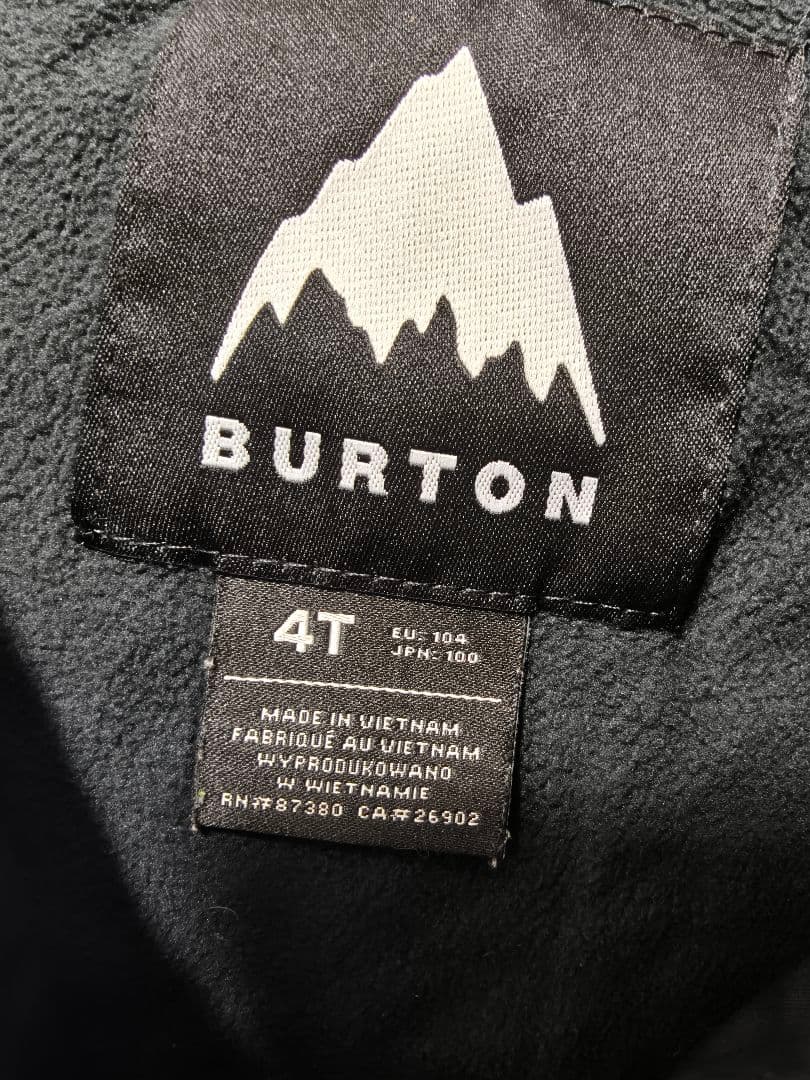 BURTON
4T
EU: 104
JPN: 100
MADE IN VIETNAM
FABRIQUÉ AU VIETNAM
WYPRODUKOWANO
W WIETNAMIE
RN#87380 CA#26902